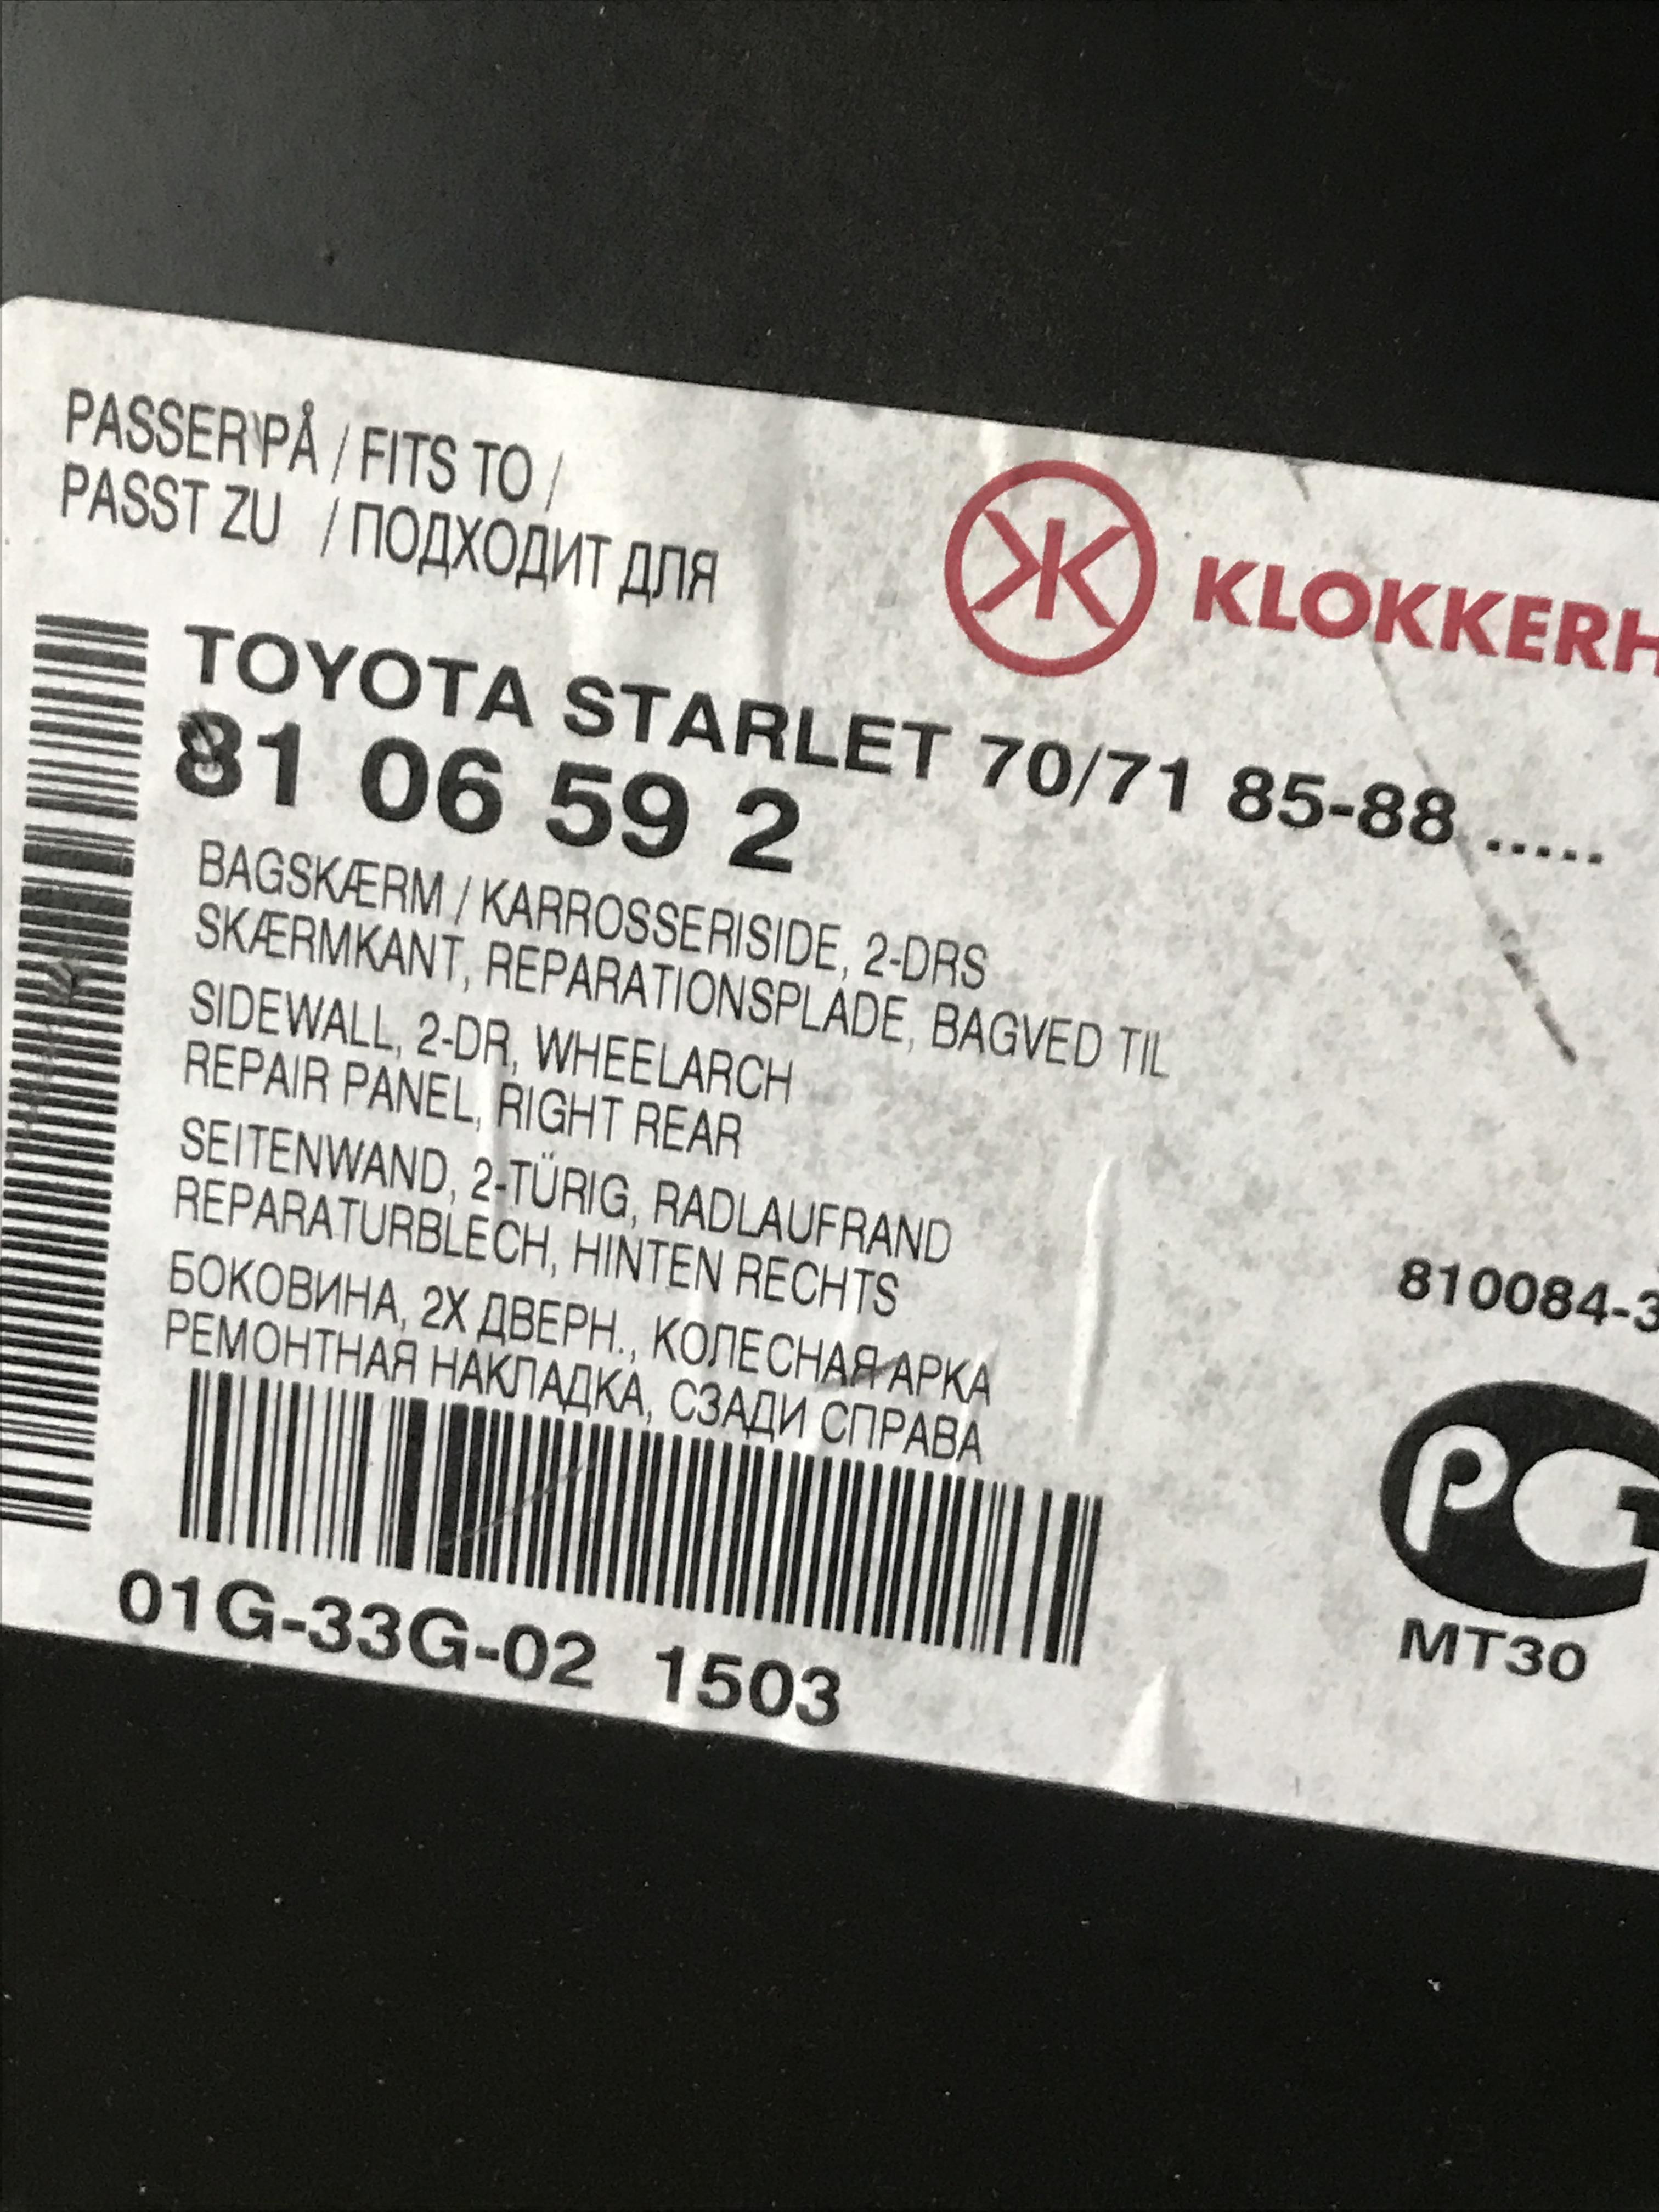 PASSER PÅ / FITS TO /
PASST ZU / ПОДХОДИТ ДЛЯ
KLOKKERH
TOYOTA STARLET 70/71 85-88 .....
81 06 59 2
BAGSKÆRM / KARROSSERISIDE, 2-DRS
SKÆRMKANT, REPARATIONSPLADE, BAGVED TIL
SIDEWALL, 2-DR, WHEELARCH
REPAIR PANEL, RIGHT REAR
SEITENWAND, 2-TÜRIG, RADLAUFRAND
REPARATURBLECH, HINTEN RECHTS
БОКОВИНА, 2Х ДВЕРН., КОЛЕСНАЯ АРКА
РЕМОНТНАЯ НАКЛАДКА, СЗАДИ СПРАВА
810084-3
РСТ
МТ30
01G-33G-02 1503